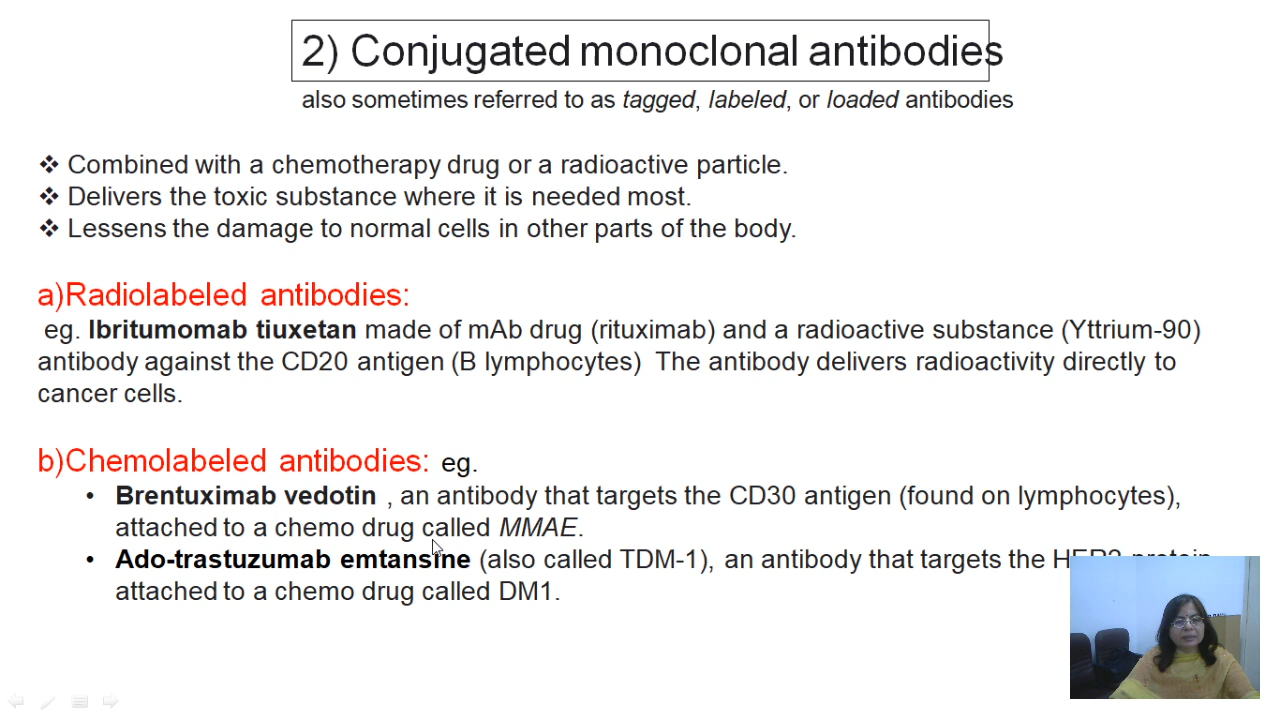 2) Conjugated monoclonal antibodies
also sometimes referred to as tagged, labeled, or loaded antibodies
❖ Combined with a chemotherapy drug or a radioactive particle.
❖ Delivers the toxic substance where it is needed most.
❖ Lessens the damage to normal cells in other parts of the body.
a)Radiolabeled antibodies:
eg. Ibritumomab tiuxetan made of mAb drug (rituximab) and a radioactive substance (Yttrium-90)
antibody against the CD20 antigen (B lymphocytes) The antibody delivers radioactivity directly to
cancer cells.
b)Chemolabeled antibodies: eg.
• Brentuximab vedotin , an antibody that targets the CD30 antigen (found on lymphocytes),
attached to a chemo drug called MMAE.
• Ado-trastuzumab emtansine (also called TDM-1), an antibody that targets the HER2 protein
attached to a chemo drug called DM1.